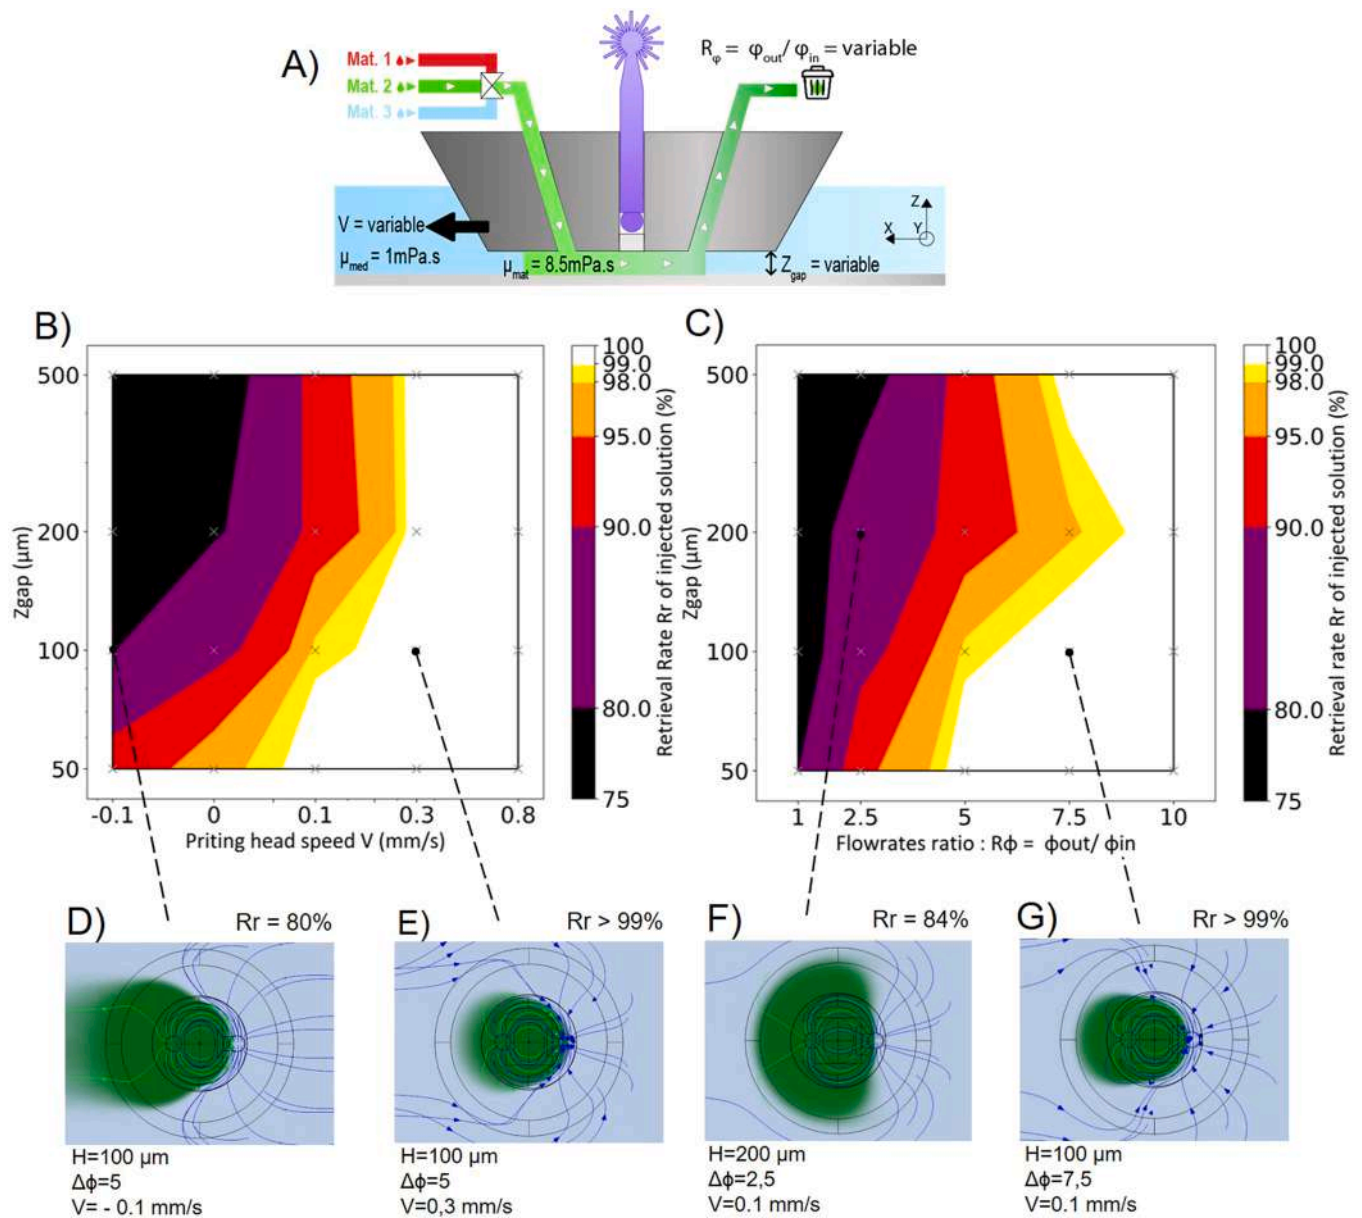 A)
Mat. 1
Mat. 2
Mat. 3
Rφ = φout/ φin = variable
V = variable
μmed = 1mPa.s
μmat = 8.5mPa.s
Zgap = variable
Z
X
Y
B)
500
200
100
50
Zgap (μm)
-0.1 0 0.1 0.3 0.8
Priting head speed V (mm/s)
100
99.0
98.0
95.0
90.0
80.0
75
Retrieval Rate Rr of injected solution (%)
C)
500
200
100
50
Zgap (μm)
1 2.5 5 7.5 10
Flowrates ratio : Rϕ = ϕout/ ϕin
100
99.0
98.0
95.0
90.0
80.0
75
Retrieval rate Rr of injected solution (%)
D)
Rr = 80%
H=100 μm
Δϕ=5
V= - 0.1 mm/s
E)
Rr > 99%
H=100 μm
Δϕ=5
V=0,3 mm/s
F)
Rr = 84%
H=200 μm
Δϕ=2,5
V=0.1 mm/s
G)
Rr > 99%
H=100 μm
Δϕ=7,5
V=0.1 mm/s